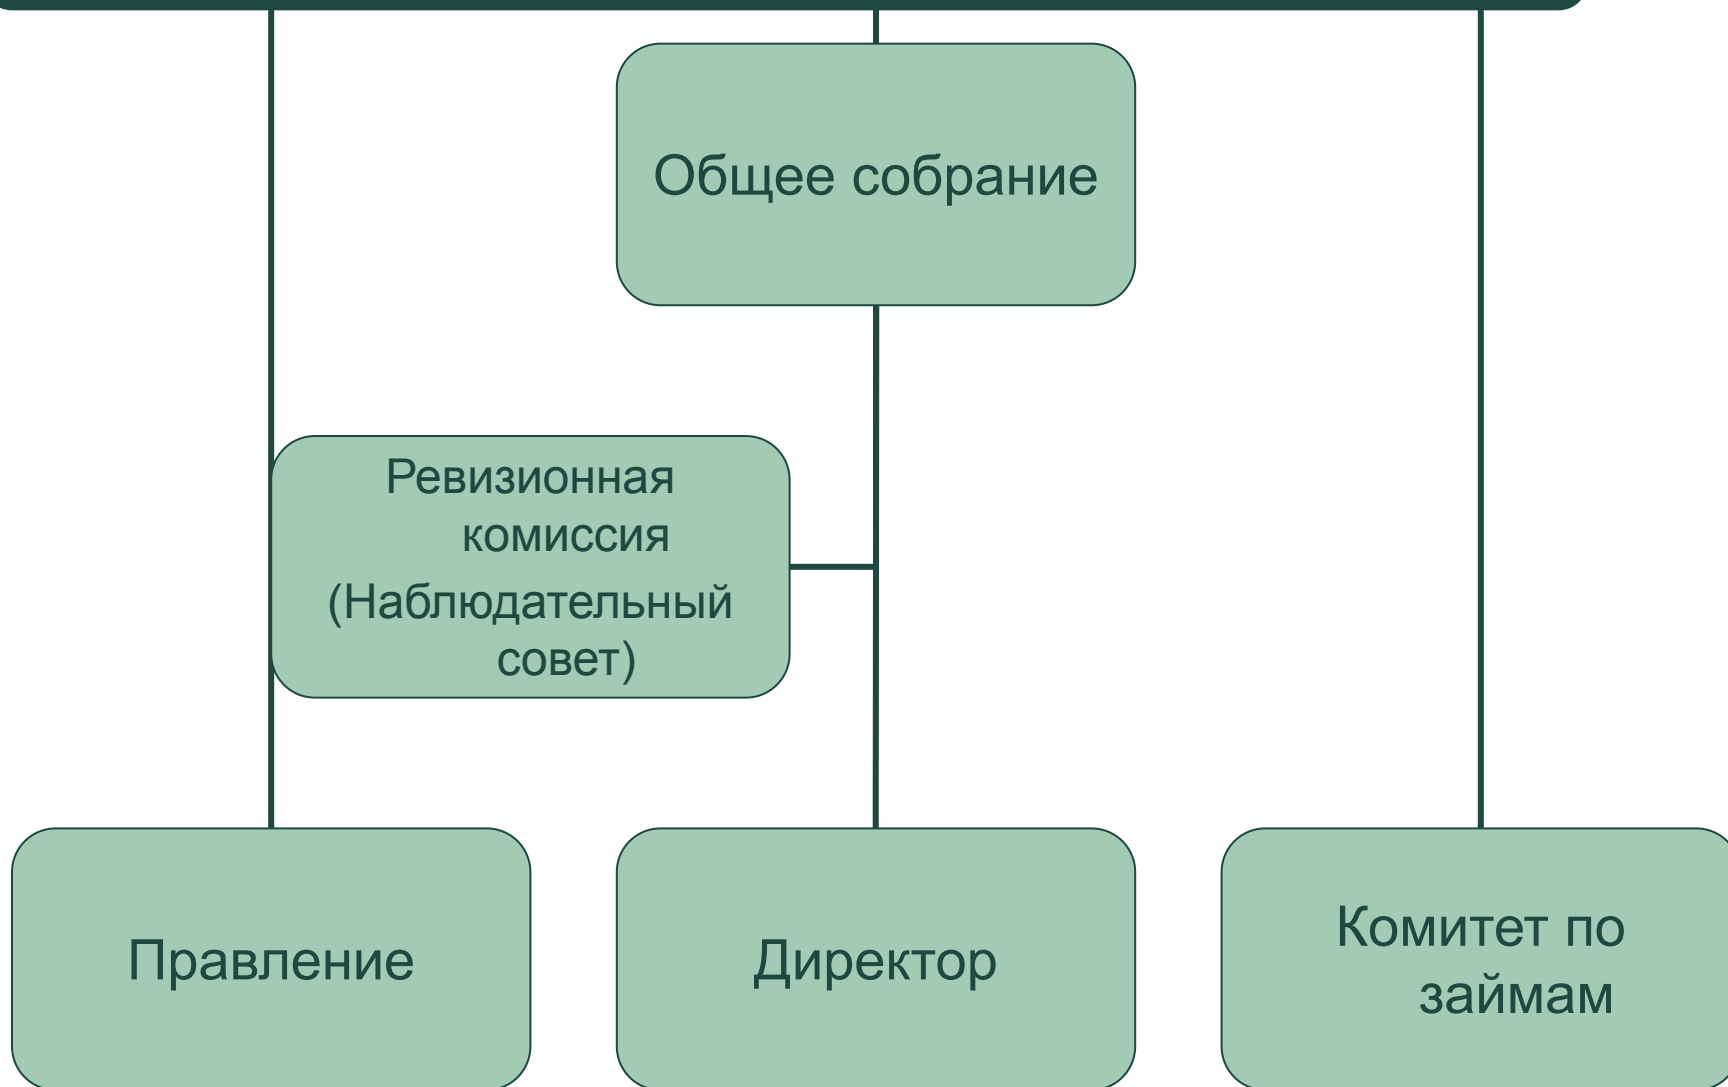 Общее собрание
Ревизионная
комиссия
(Наблюдательный
совет)
Правление
Директор
Комитет по
займам